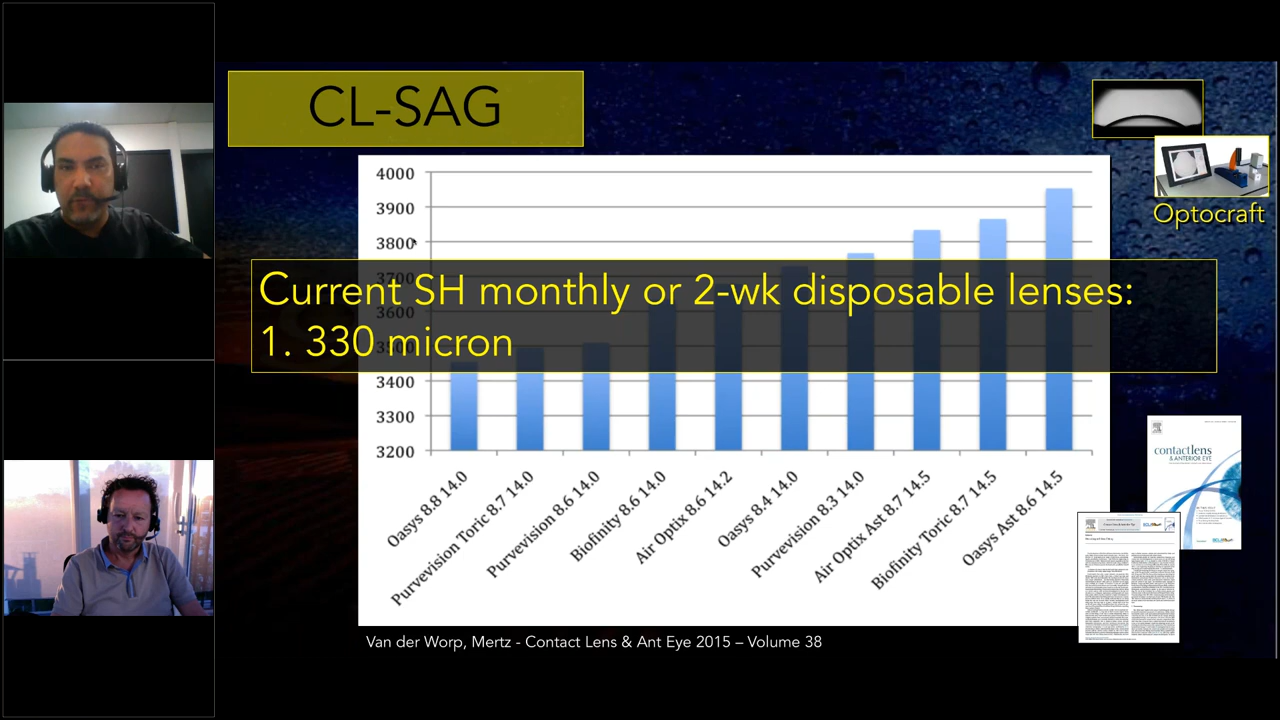 CL-SAG
Optocraft
4000
3900
3800
3700
3600
3500
3400
3300
3200
Current SH monthly or 2-wk disposable lenses:
1. 330 micron
Oasys 8.8 14.0
Toric 8.7 14.0
Purevesion 8.6 14.0
Biofinity 8.6 14.0
Air Optix 8.6 14.2
Oasys 8.4 14.0
Purevision 8.3 14.0
Air Optix Ast 8.7 14.5
Biofinity Toric 8.7 14.5
Oasys Ast 8.6 14.5
contactlens
& ANTERIOR EYE
Van der Worp, Mertz - Contact Lens & Ant Eye 2015 – Volume 38